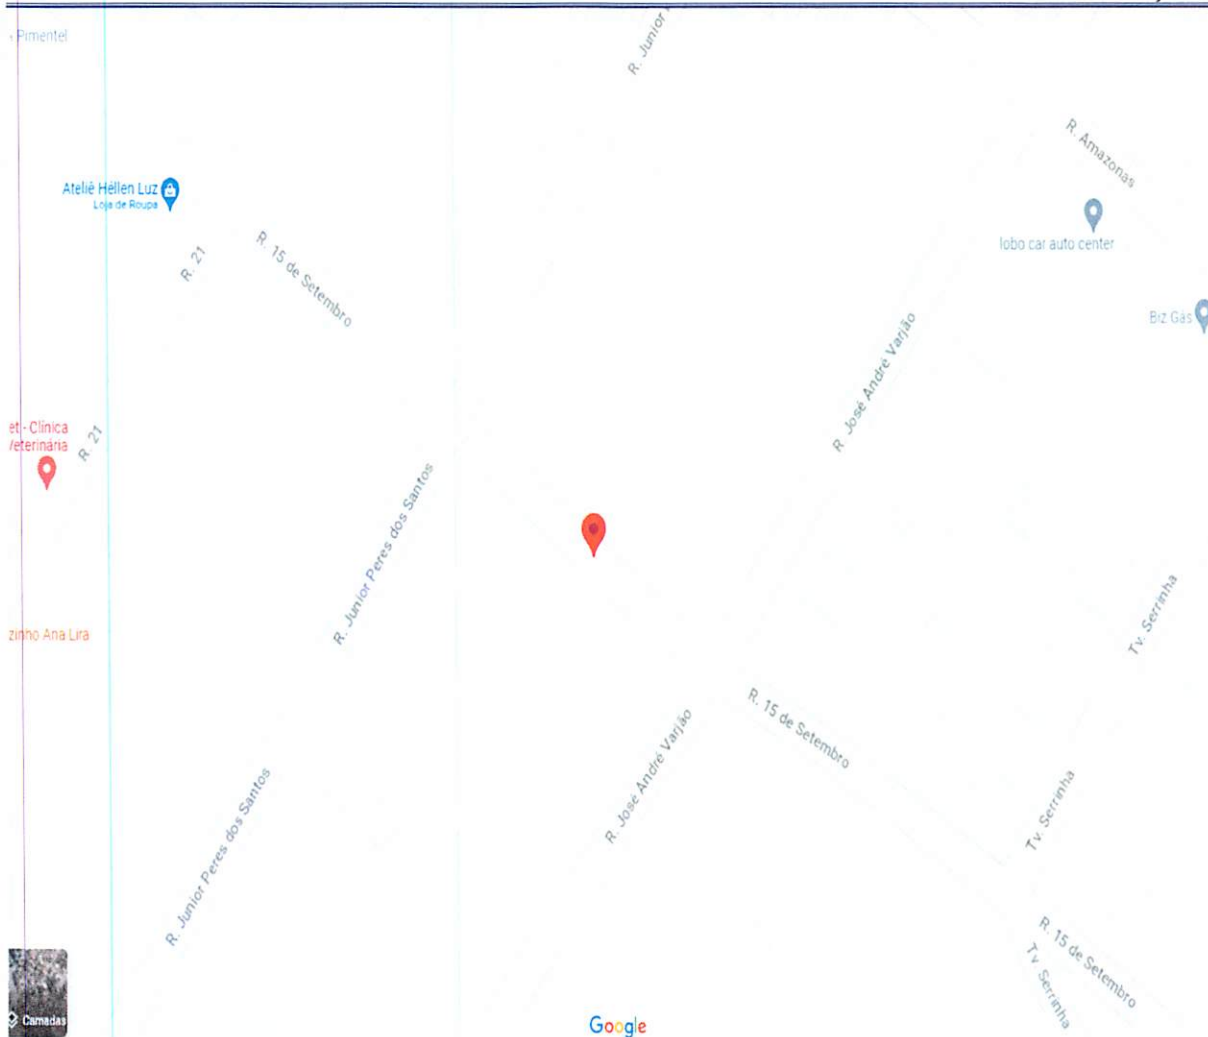 Pimentel
R. Junior
R. Amazonas
Ateliê Héllen Luz
Loja de Roupa
lobo car auto center
R. 21
R. 15 de Setembro
Biz Gás
R. José André Varjão
et - Clínica
Veterinária
R. 21
R. Junior Peres dos Santos
Tv. Serrinha
zinho Ana Lira
R. 15 de Setembro
R. José André Varjão
R. Junior Peres dos Santos
Tv. Serrinha
R. 15 de Setembro
Tv. Serrinha
Camadas
Google